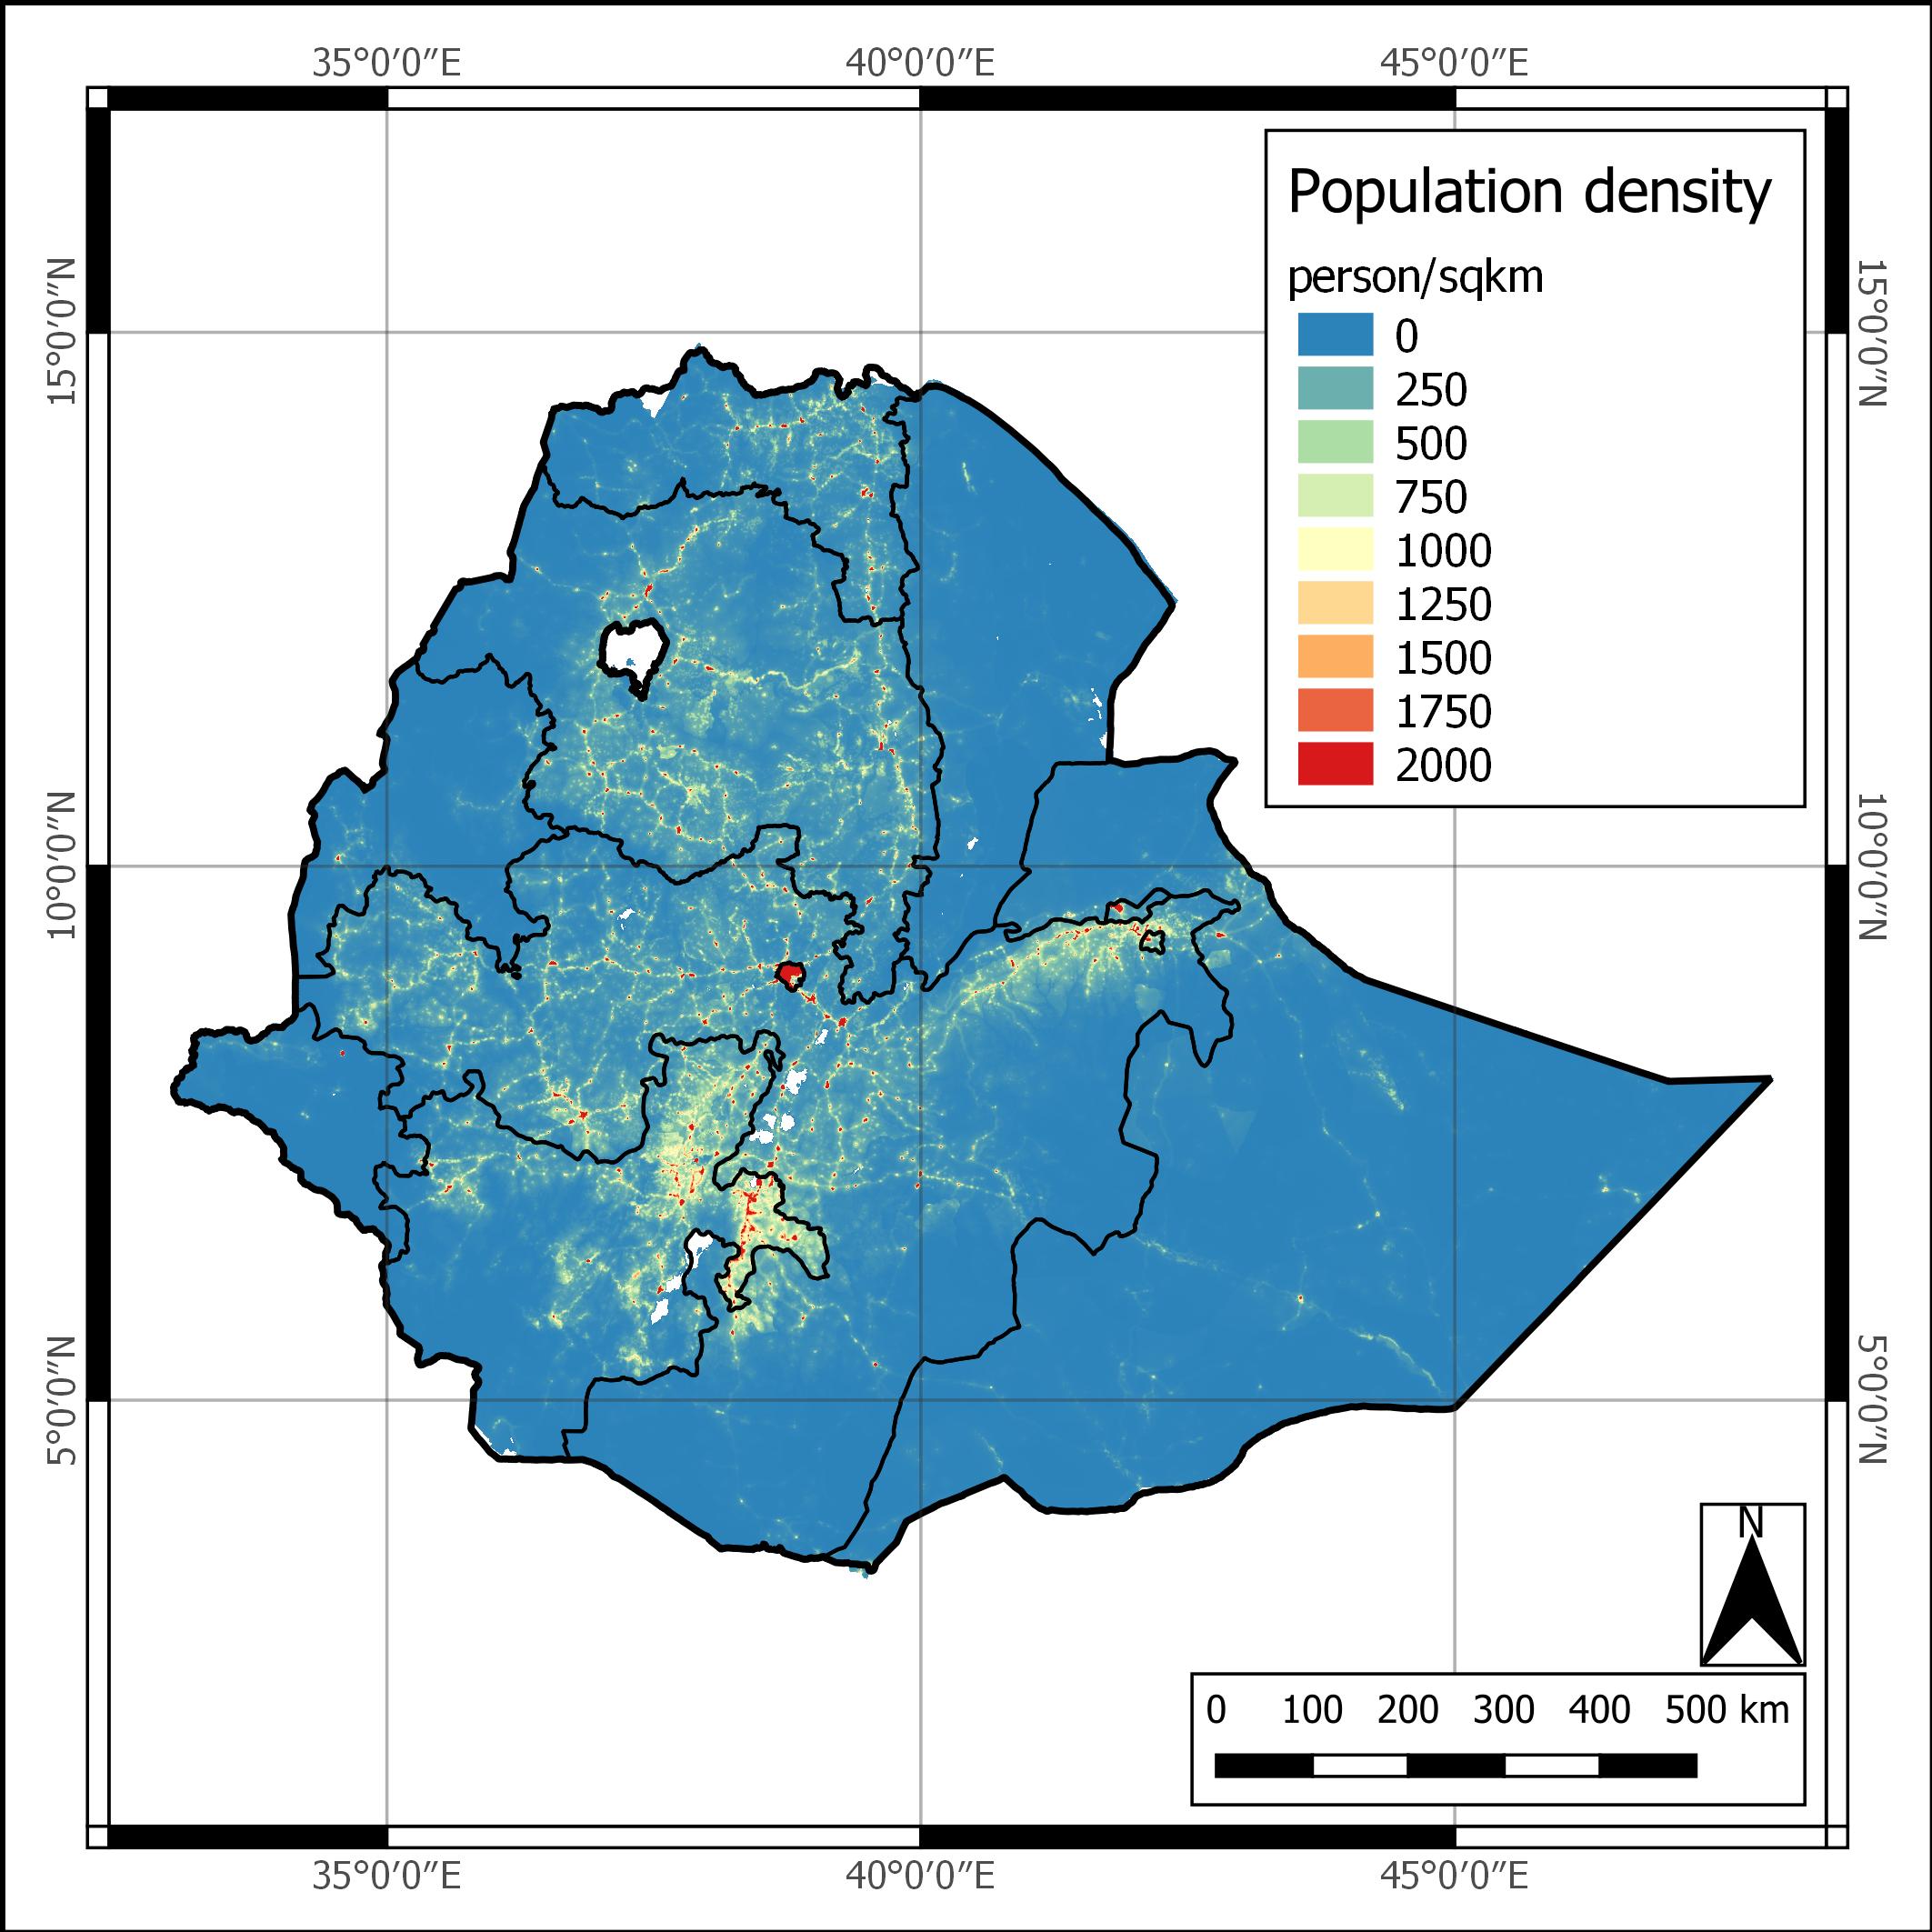 35°0′0″E 40°0′0″E 45°0′0″E
15°0′0″N
10°0′0″N
5°0′0″N
Population density
person/sqkm
0
250
500
750
1000
1250
1500
1750
2000
15°0′0″N
10°0′0″N
5°0′0″N
N
0 100 200 300 400 500 km
35°0′0″E 40°0′0″E 45°0′0″E